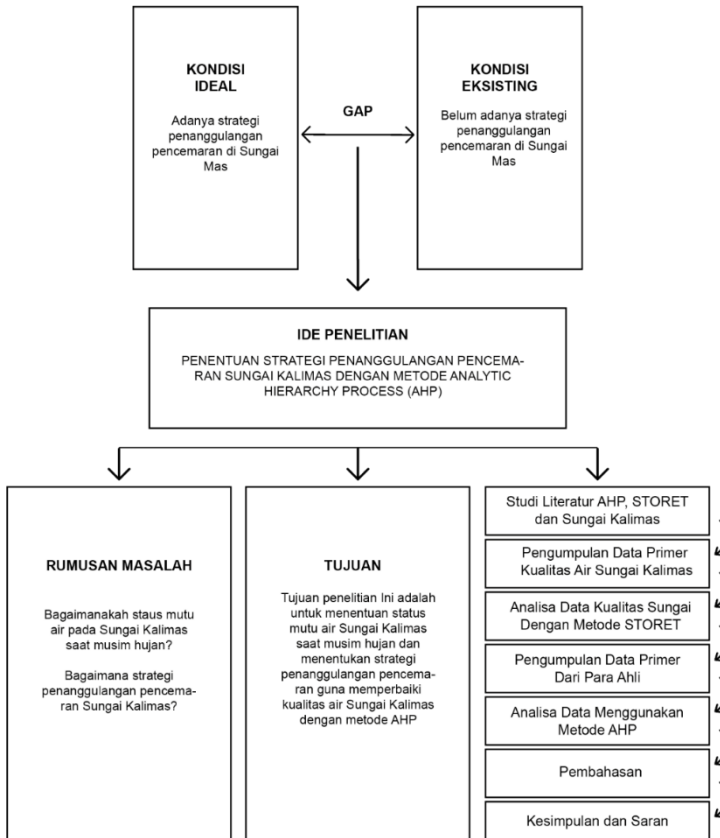 KONDISI
IDEAL
Adanya strategi
penanggulangan
pencemaran di Sungai
Mas
GAP
KONDISI
EKSISTING
Belum adanya strategi
penanggulangan
pencemaran di Sungai
Mas
IDE PENELITIAN
PENENTUAN STRATEGI PENANGGULANGAN PENCEMA-
RAN SUNGAI KALIMAS DENGAN METODE ANALYTIC
HIERARCHY PROCESS (AHP)
RUMUSAN MASALAH
Bagaimanakah staus mutu
air pada Sungai Kalimas
saat musim hujan?
Bagaimana strategi
penanggulangan pencema-
ran Sungai Kalimas?
TUJUAN
Tujuan penelitian Ini adalah
untuk menentuan status
mutu air Sungai Kalimas
saat musim hujan dan
menentukan strategi
penanggulangan pencema-
ran guna memperbaiki
kualitas air Sungai Kalimas
dengan metode AHP
Studi Literatur AHP, STORET
dan Sungai Kalimas
Pengumpulan Data Primer
Kualitas Air Sungai Kalimas
Analisa Data Kualitas Sungai
Dengan Metode STORET
Pengumpulan Data Primer
Dari Para Ahli
Analisa Data Menggunakan
Metode AHP
Pembahasan
Kesimpulan dan Saran